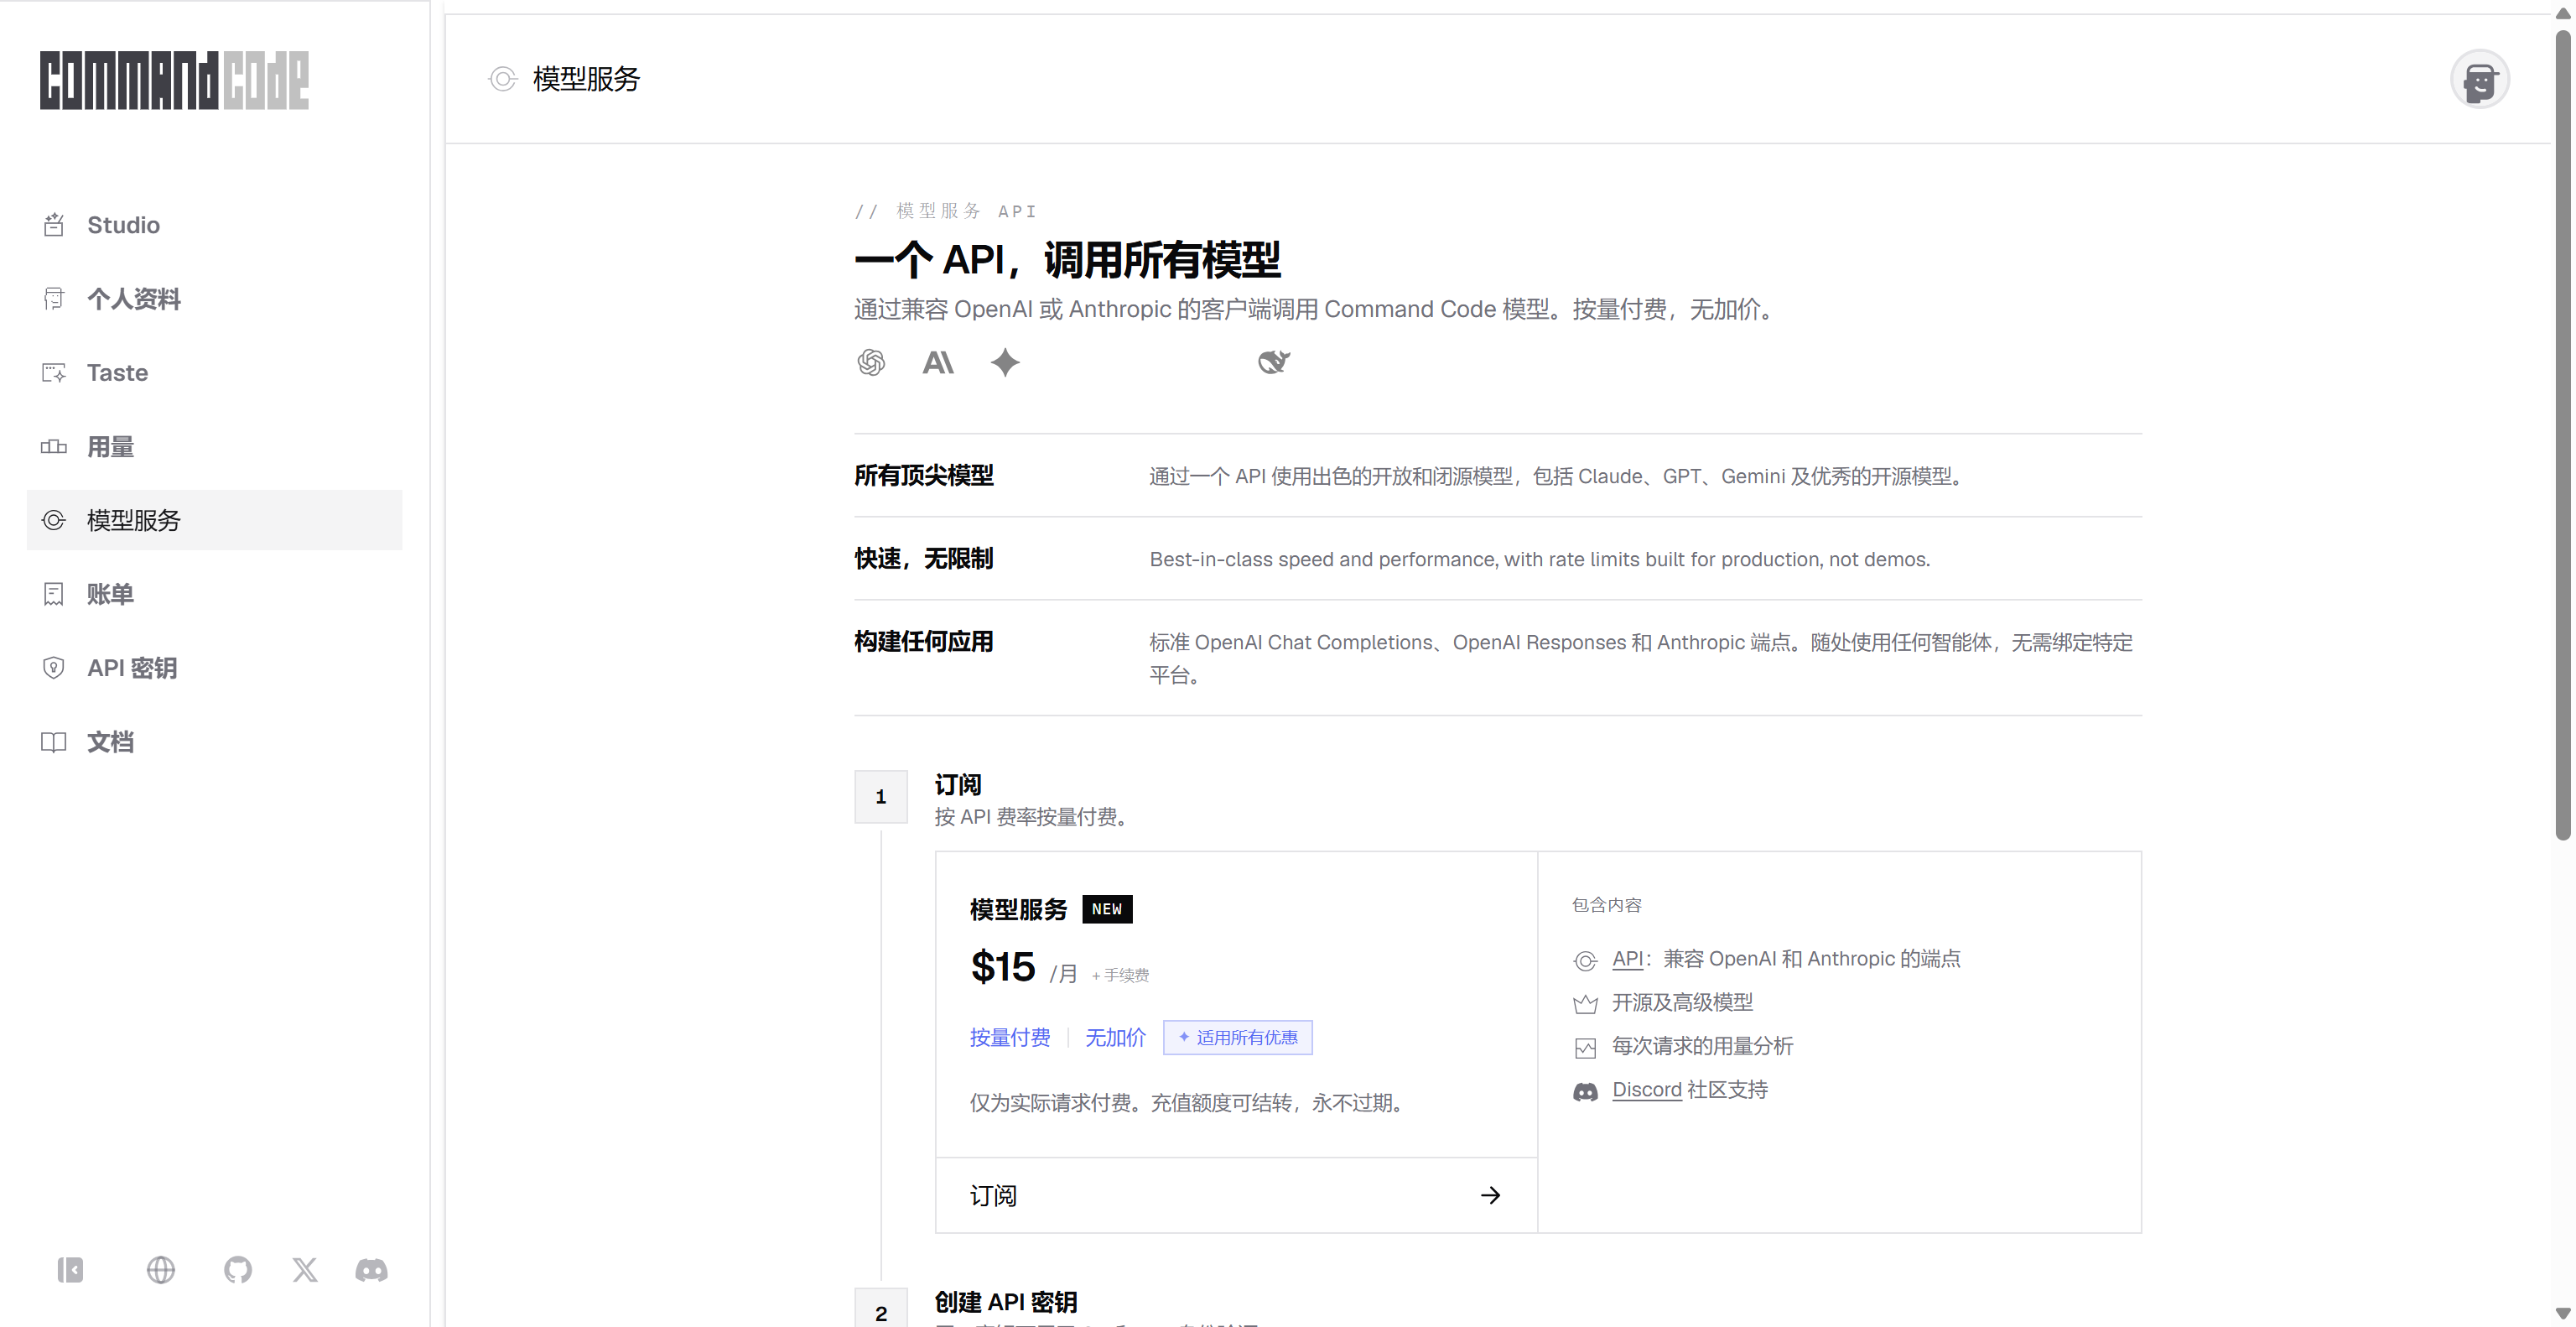 commandcode
Studio
个人资料
Taste
用量
模型服务
账单
API 密钥
文档
模型服务
// 模型服务 API
一个 API，调用所有模型
通过兼容 OpenAI 或 Anthropic 的客户端调用 Command Code 模型。按量付费，无加价。
所有顶尖模型
通过一个 API 使用出色的开放和闭源模型，包括 Claude、GPT、Gemini 及优秀的开源模型。
快速，无限制
Best-in-class speed and performance, with rate limits built for production, not demos.
构建任何应用
标准 OpenAI Chat Completions、OpenAI Responses 和 Anthropic 端点。随处使用任何智能体，无需绑定特定
平台。
1
订阅
按 API 费率按量付费。
模型服务 NEW
$15 /月 + 手续费
按量付费 无加价 适用所有优惠
仅为实际请求付费。充值额度可结转，永不过期。
订阅
包含内容
API：兼容 OpenAI 和 Anthropic 的端点
开源及高级模型
每次请求的用量分析
Discord 社区支持
2
创建 API 密钥